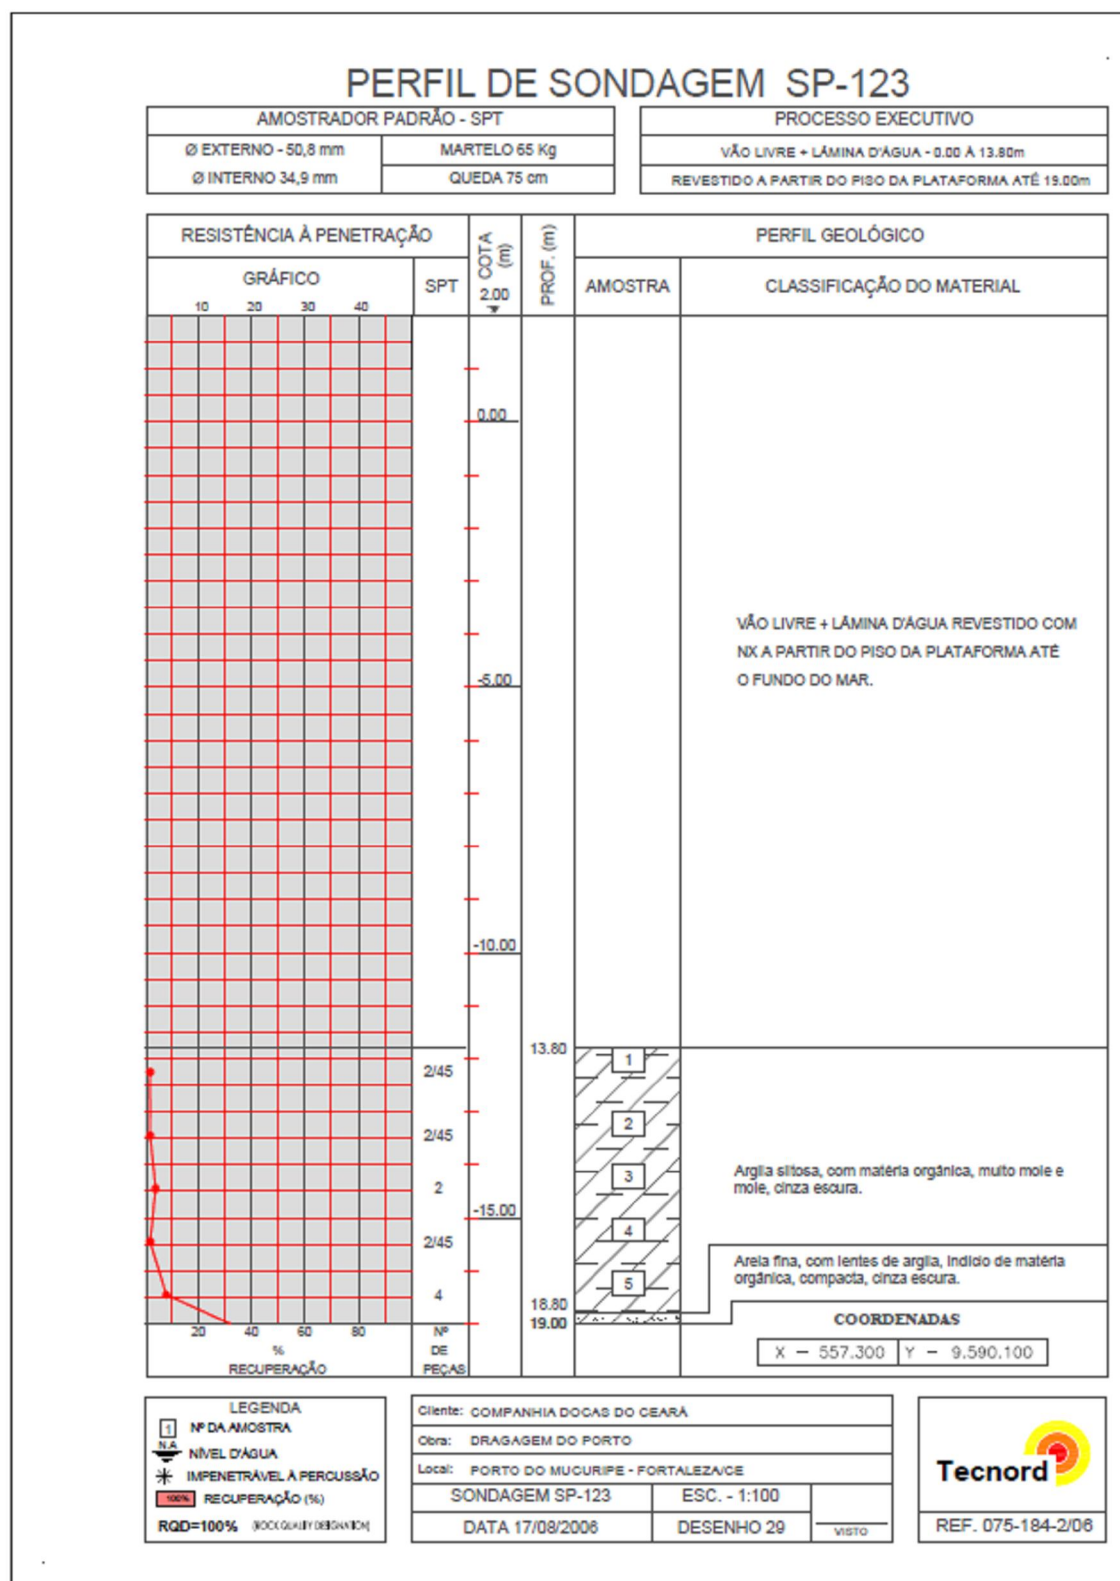 PERFIL DE SONDAGEM SP-123
AMOSTRADOR PADRÃO - SPT
Ø EXTERNO - 50,8 mm
MARTELO 65 Kg
Ø INTERNO 34,9 mm
QUEDA 75 cm
PROCESSO EXECUTIVO
VÃO LIVRE + LÂMINA D'ÁGUA - 0.00 À 13.80m
REVESTIDO A PARTIR DO PISO DA PLATAFORMA ATÉ 19.00m
RESISTÊNCIA À PENETRAÇÃO
GRÁFICO
10 20 30 40
SPT
COTA (m)
2.00
PROF. (m)
PERFIL GEOLÓGICO
AMOSTRA
CLASSIFICAÇÃO DO MATERIAL
0.00
-5.00
-10.00
-15.00
VÃO LIVRE + LÂMINA D'ÁGUA REVESTIDO COM
NX A PARTIR DO PISO DA PLATAFORMA ATÉ
O FUNDO DO MAR.
13.80
2/45
2/45
2
2/45
4
1
2
3
4
5
Argila siltosa, com matéria orgânica, muito mole e
mole, cinza escura.
Areia fina, com lentes de argila, indício de matéria
orgânica, compacta, cinza escura.
18.80
19.00
20 40 60 80
%
RECUPERAÇÃO
Nº
DE
PEÇAS
COORDENADAS
X — 557.300
Y — 9.590.100
LEGENDA
1 Nº DA AMOSTRA
N.A NÍVEL D'ÁGUA
IMPENETRÁVEL À PERCUSSÃO
100% RECUPERAÇÃO (%)
RQD=100% (ROCK QUALITY DESIGNATION)
Cliente: COMPANHIA DOCAS DO CEARÁ
Obra: DRAGAGEM DO PORTO
Local: PORTO DO MUCURIPE - FORTALEZA/CE
SONDAGEM SP-123
ESC. - 1:100
DATA 17/08/2006
DESENHO 29
VISTO
Tecnord
REF. 075-184-2/06